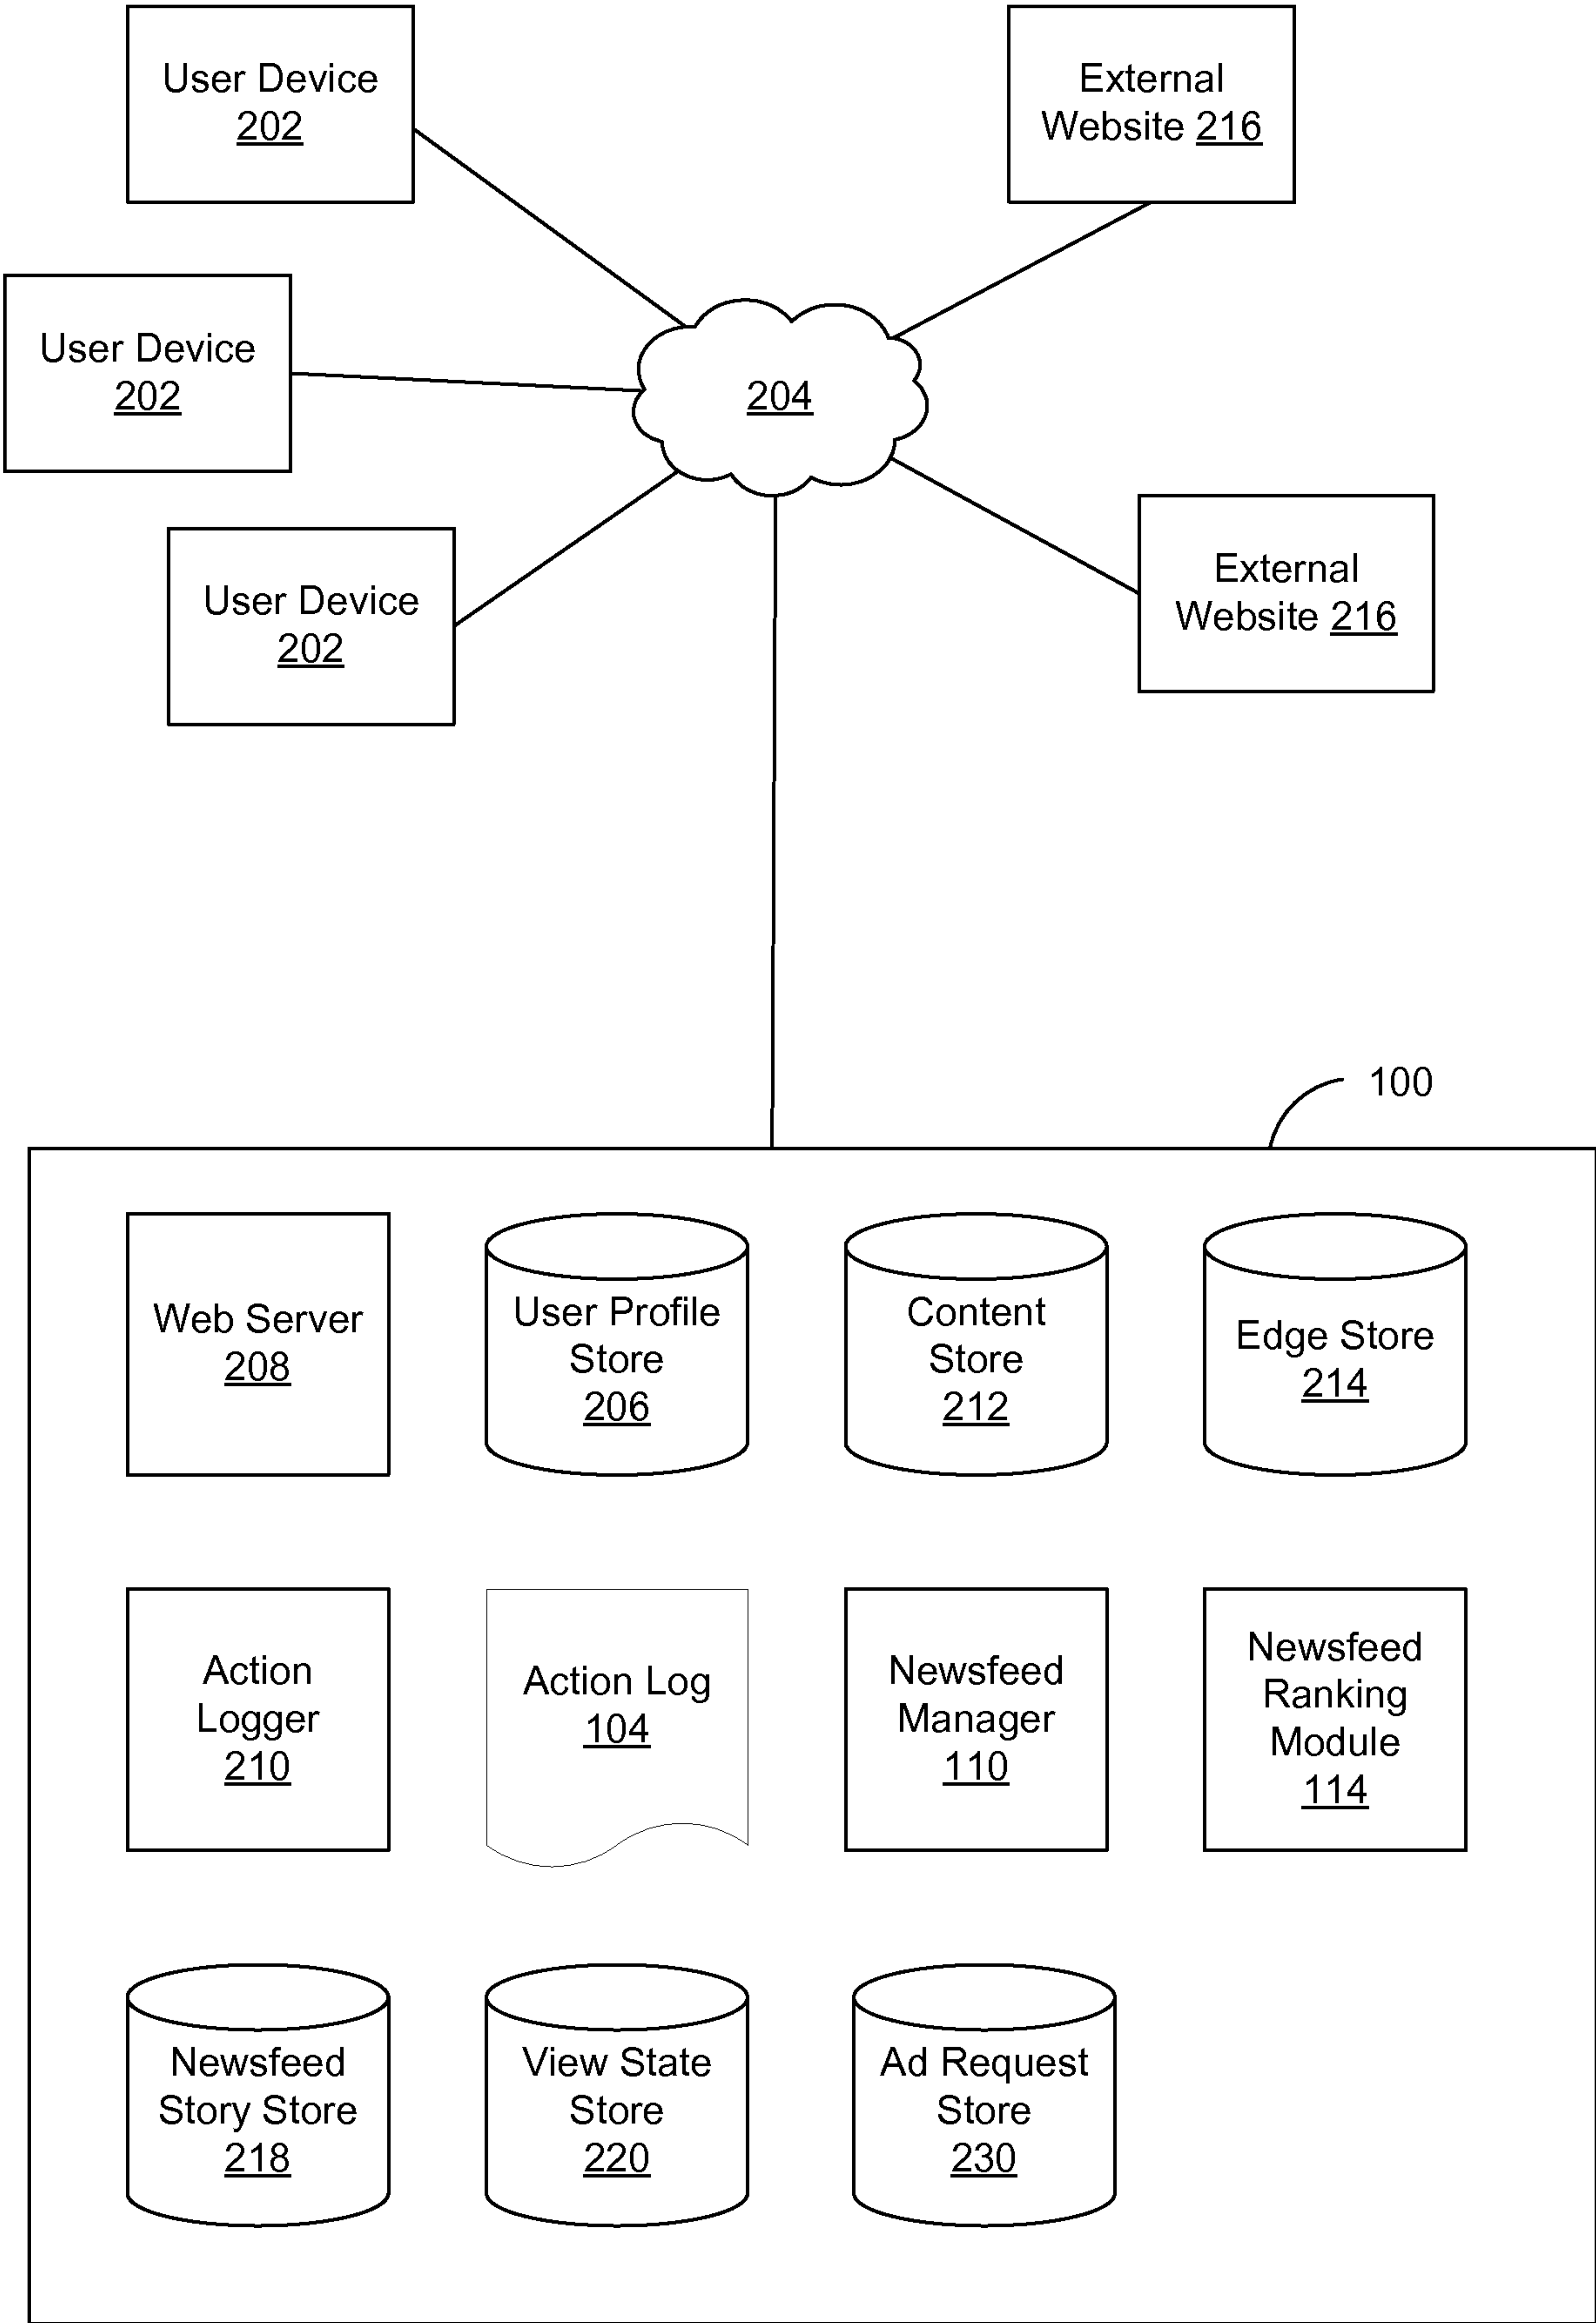 User Device
202
External
Website 216
User Device
202
204
User Device
202
External
Website 216
100
Web Server
208
User Profile
Store
206
Content
Store
212
Edge Store
214
Action
Logger
210
Action Log
104
Newsfeed
Manager
110
Newsfeed
Ranking
Module
114
Newsfeed
Story Store
218
View State
Store
220
Ad Request
Store
230